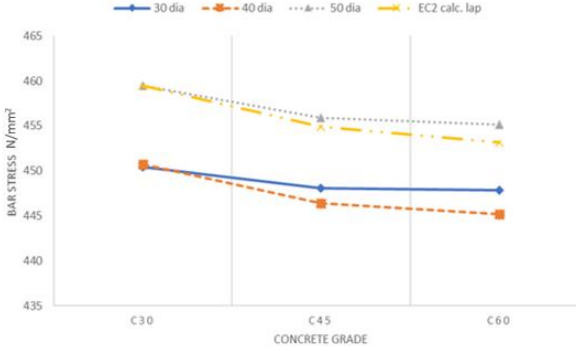 30 dia 40 dia 50 dia EC2 calc. lap
465
460
455
450
445
440
435
BAR STRESS N/mm²
C30 C45 C60
CONCRETE GRADE